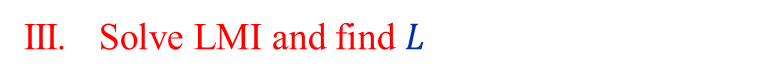 III. Solve LMI and find L